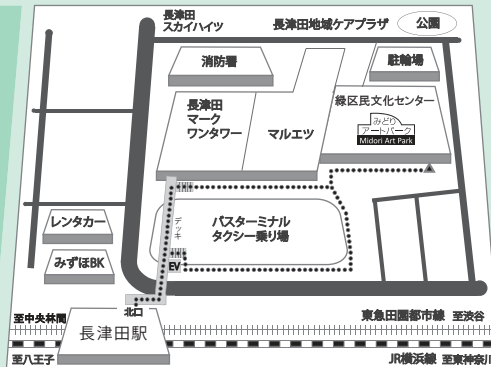 長津田
スカイハイツ
長津田地域ケアプラザ
公園
消防署
駐輪場
長津田
マーク
ワンタワー
マルエツ
緑区民文化センター
みどり
アートパーク
Midori Art Park
デッキ
バスターミナル
タクシー乗り場
レンタカー
みずほBK
EV
北口
至中央林間
東急田園都市線 至渋谷
長津田駅
至八王子
JR横浜線 至東神奈川